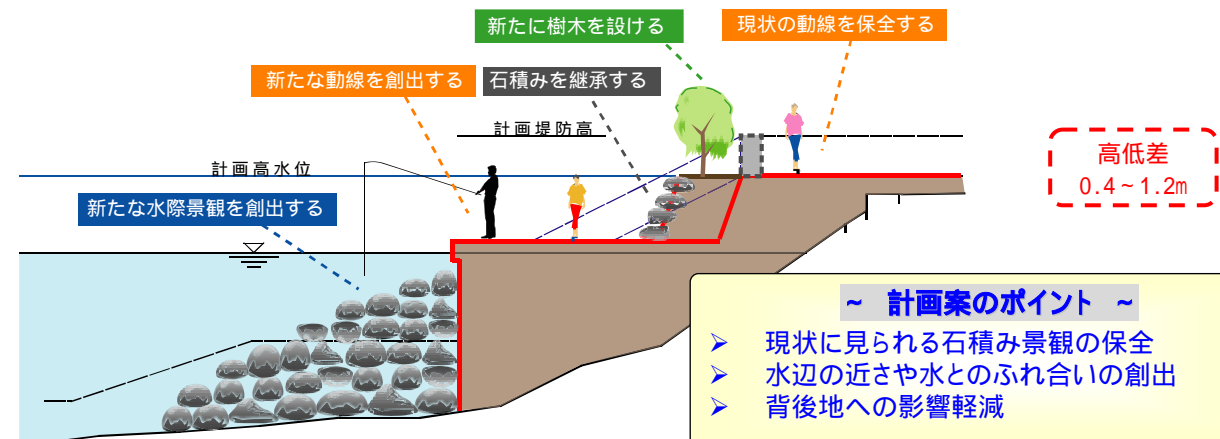 新たに樹木を設ける
現状の動線を保全する
新たな動線を創出する
石積みを継承する
計画堤防高
高低差
0.4~1.2m
計画高水位
新たな水際景観を創出する
~ 計画案のポイント ~
➢ 現状に見られる石積み景観の保全
➢ 水辺の近さや水とのふれ合いの創出
➢ 背後地への影響軽減